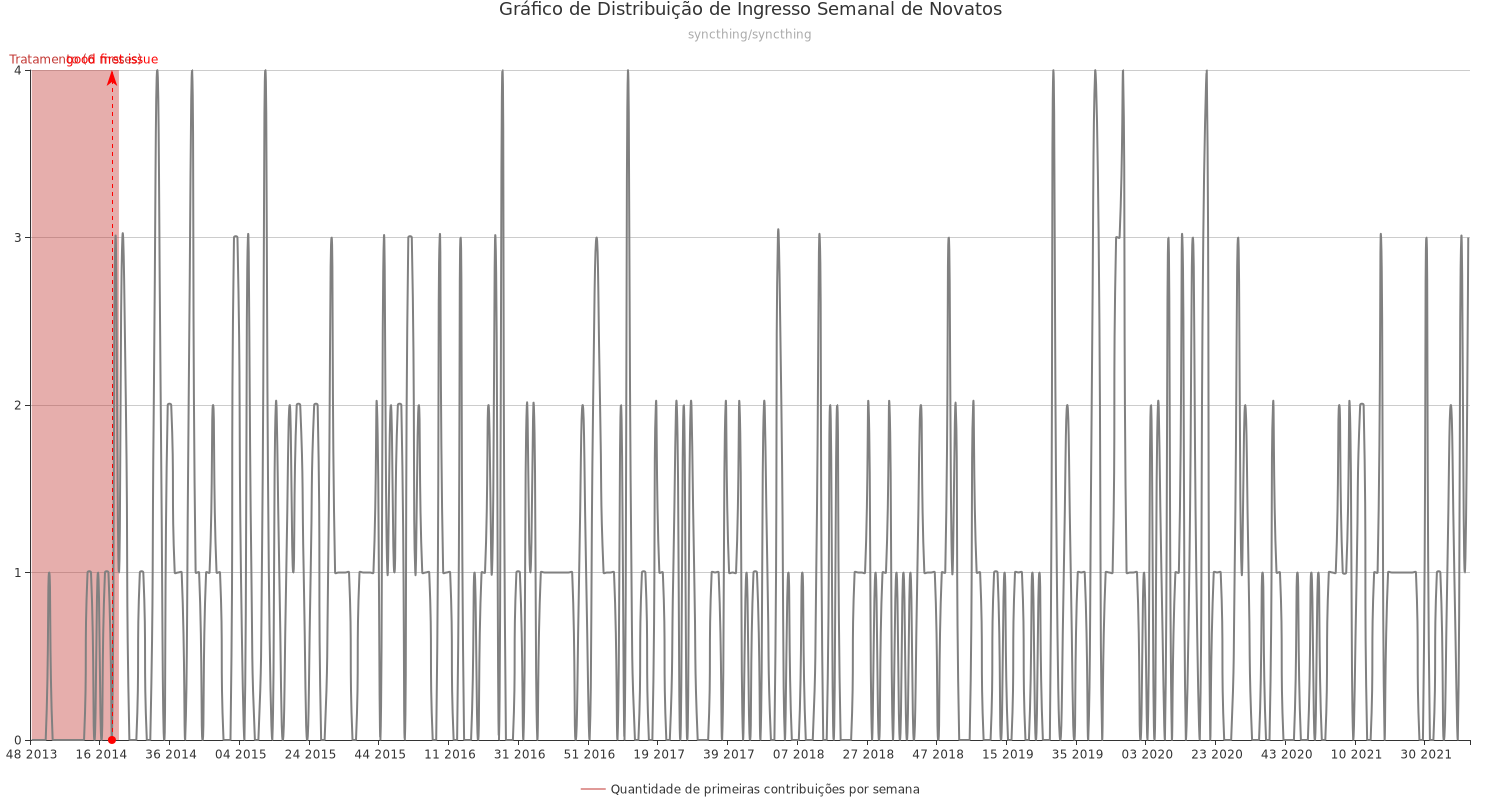 Gráfico de Distribuição de Ingresso Semanal de Novatos
syncthing/syncthing
Tratamento (6 meses)
good first issue
4
3
2
1
0
48 2013 16 2014 36 2014 04 2015 24 2015 44 2015 11 2016 31 2016 51 2016 19 2017 39 2017 07 2018 27 2018 47 2018 15 2019 35 2019 03 2020 23 2020 43 2020 10 2021 30 2021
Quantidade de primeiras contribuições por semana